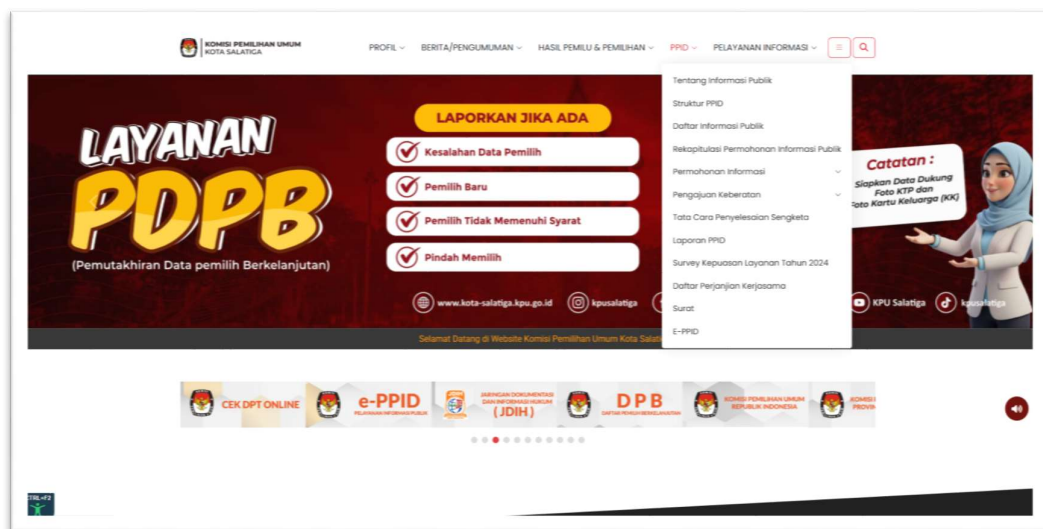 KOMISI PEMILIHAN UMUM
KOTA SALATIGA
PROFIL
BERITA/PENGUMUMAN
HASIL PEMILU & PEMILIHAN
PPID
PELAYANAN INFORMASI
Tentang Informasi Publik
Struktur PPID
Daftar Informasi Publik
Rekapitulasi Permohonan Informasi Publik
Permohonan Informasi
Pengajuan Keberatan
Tata Cara Penyelesaian Sengketa
Laporan PPID
Survey Kepuasan Layanan Tahun 2024
Daftar Perjanjian Kerjasama
Surat
E-PPID
LAYANAN
PDPB
(Pemutakhiran Data pemilih Berkelanjutan)
LAPORKAN JIKA ADA
Kesalahan Data Pemilih
Pemilih Baru
Pemilih Tidak Memenuhi Syarat
Pindah Memilih
Catatan :
Siapkan Data Dukung
Foto KTP dan
Foto Kartu Keluarga (KK)
www.kota-salatiga.kpu.go.id
kpusalatiga
KPU Salatiga
kpusalatiga
Selamat Datang di Website Komisi Pemilihan Umum Kota
CEK DPT ONLINE
e-PPID
PELAYANAN INFORMASI PUBLIK
JARINGAN DOKUMENTASI
DAN INFORMASI HUKUM
( JDIH )
D P B
DAFTAR PEMILIH BERKELANJUTAN
KOMISI PEMILIHAN UMUM
REPUBLIK INDONESIA
CTRL+F2